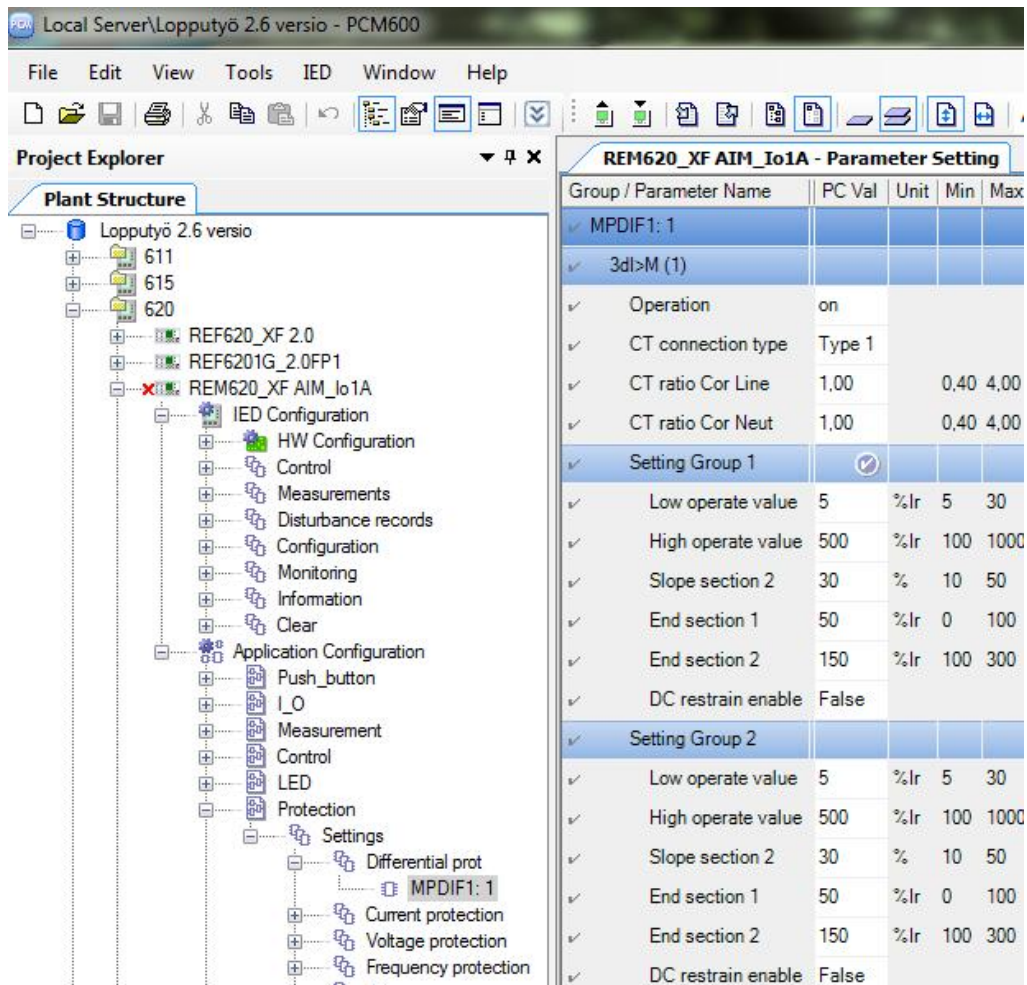 Local Server\Lopputyö 2.6 versio - PCM600
File Edit View Tools IED Window Help
Project Explorer
Plant Structure
Lopputyö 2.6 versio
611
615
620
REF620_XF 2.0
REF6201G_2.0FP1
REM620_XF AIM_Io1A
IED Configuration
HW Configuration
Control
Measurements
Disturbance records
Configuration
Monitoring
Information
Clear
Application Configuration
Push_button
I_O
Measurement
Control
LED
Protection
Settings
Differential prot
MPDIF1: 1
Current protection
Voltage protection
Frequency protection
REM620_XF AIM_Io1A - Parameter Setting
Group / Parameter Name PC Val Unit Min Max
MPDIF1: 1
3dI>M (1)
Operation on
CT connection type Type 1
CT ratio Cor Line 1,00 0,40 4,00
CT ratio Cor Neut 1,00 0,40 4,00
Setting Group 1
Low operate value 5 %Ir 5 30
High operate value 500 %Ir 100 1000
Slope section 2 30 % 10 50
End section 1 50 %Ir 0 100
End section 2 150 %Ir 100 300
DC restrain enable False
Setting Group 2
Low operate value 5 %Ir 5 30
High operate value 500 %Ir 100 1000
Slope section 2 30 % 10 50
End section 1 50 %Ir 0 100
End section 2 150 %Ir 100 300
DC restrain enable False